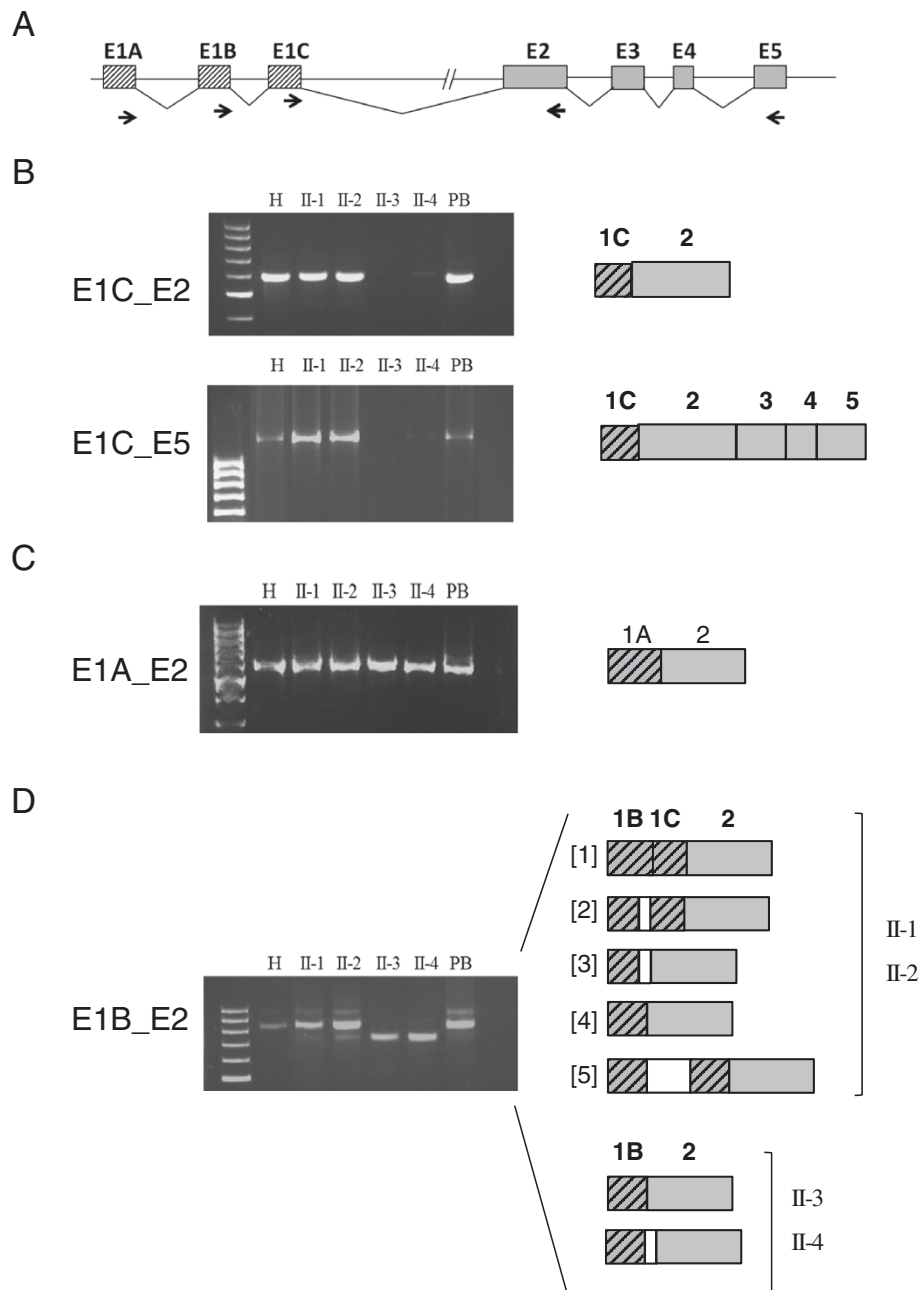 A
E1A E1B E1C E2 E3 E4 E5
B
H II-1 II-2 II-3 II-4 PB
E1C_E2
1C 2
H II-1 II-2 II-3 II-4 PB
E1C_E5
1C 2 3 4 5
C
H II-1 II-2 II-3 II-4 PB
E1A_E2
1A 2
D
H II-1 II-2 II-3 II-4 PB
E1B_E2
1B 1C 2
[1]
[2]
[3]
[4]
[5]
II-1
II-2
1B 2
II-3
II-4